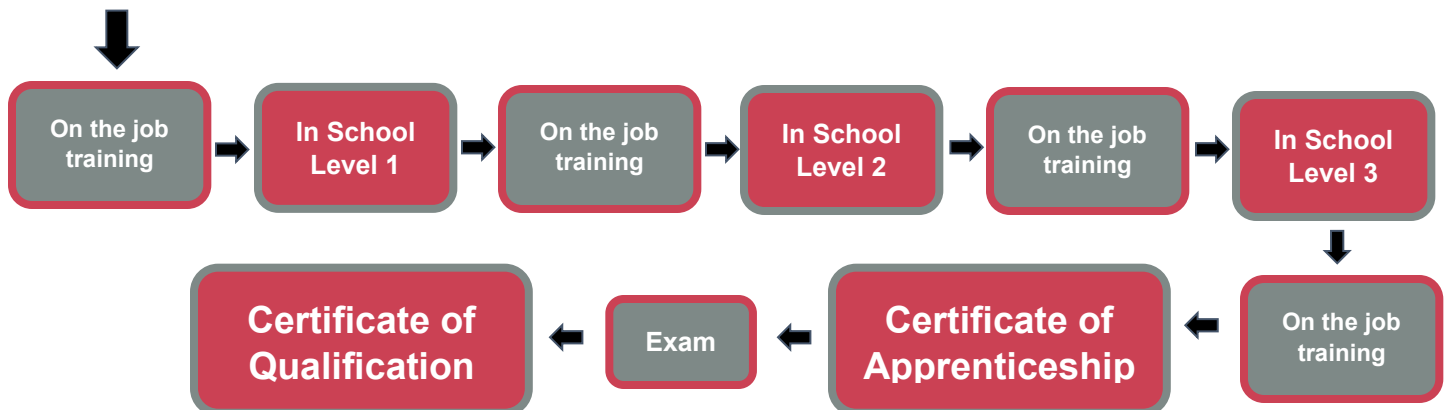 On the job
training
In School
Level 1
On the job
training
In School
Level 2
On the job
training
In School
Level 3
On the job
training
Certificate of
Apprenticeship
Exam
Certificate of
Qualification